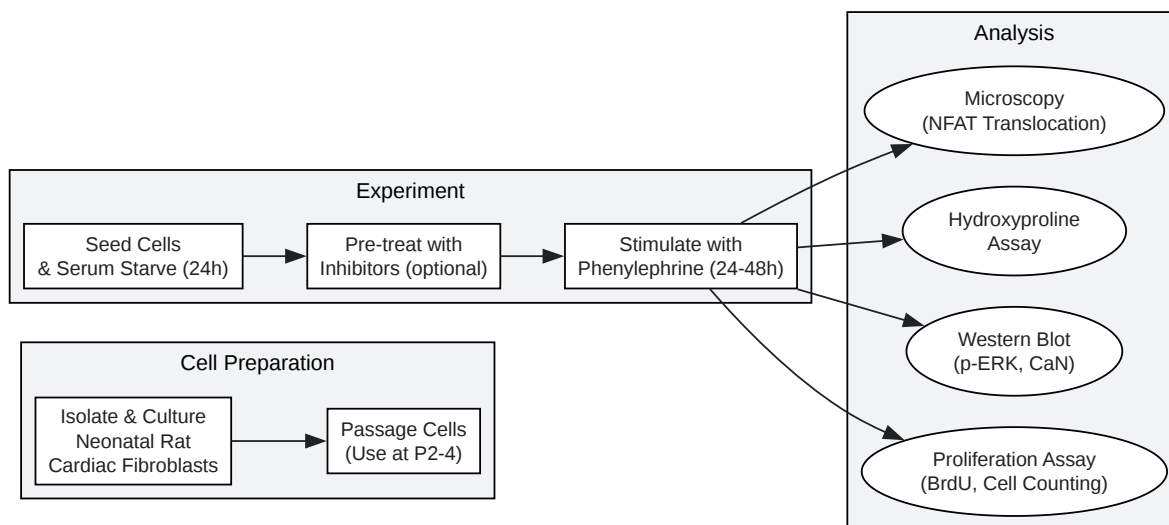 Experiment
Seed Cells
& Serum Starve (24h)
Pre-treat with
Inhibitors (optional)
Stimulate with
Phenylephrine (24-48h)
Cell Preparation
Isolate & Culture
Neonatal Rat
Cardiac Fibroblasts
Passage Cells
(Use at P2-4)
Analysis
Microscopy
(NFAT Translocation)
Hydroxyproline
Assay
Western Blot
(p-ERK, CaN)
Proliferation Assay
(BrdU, Cell Counting)